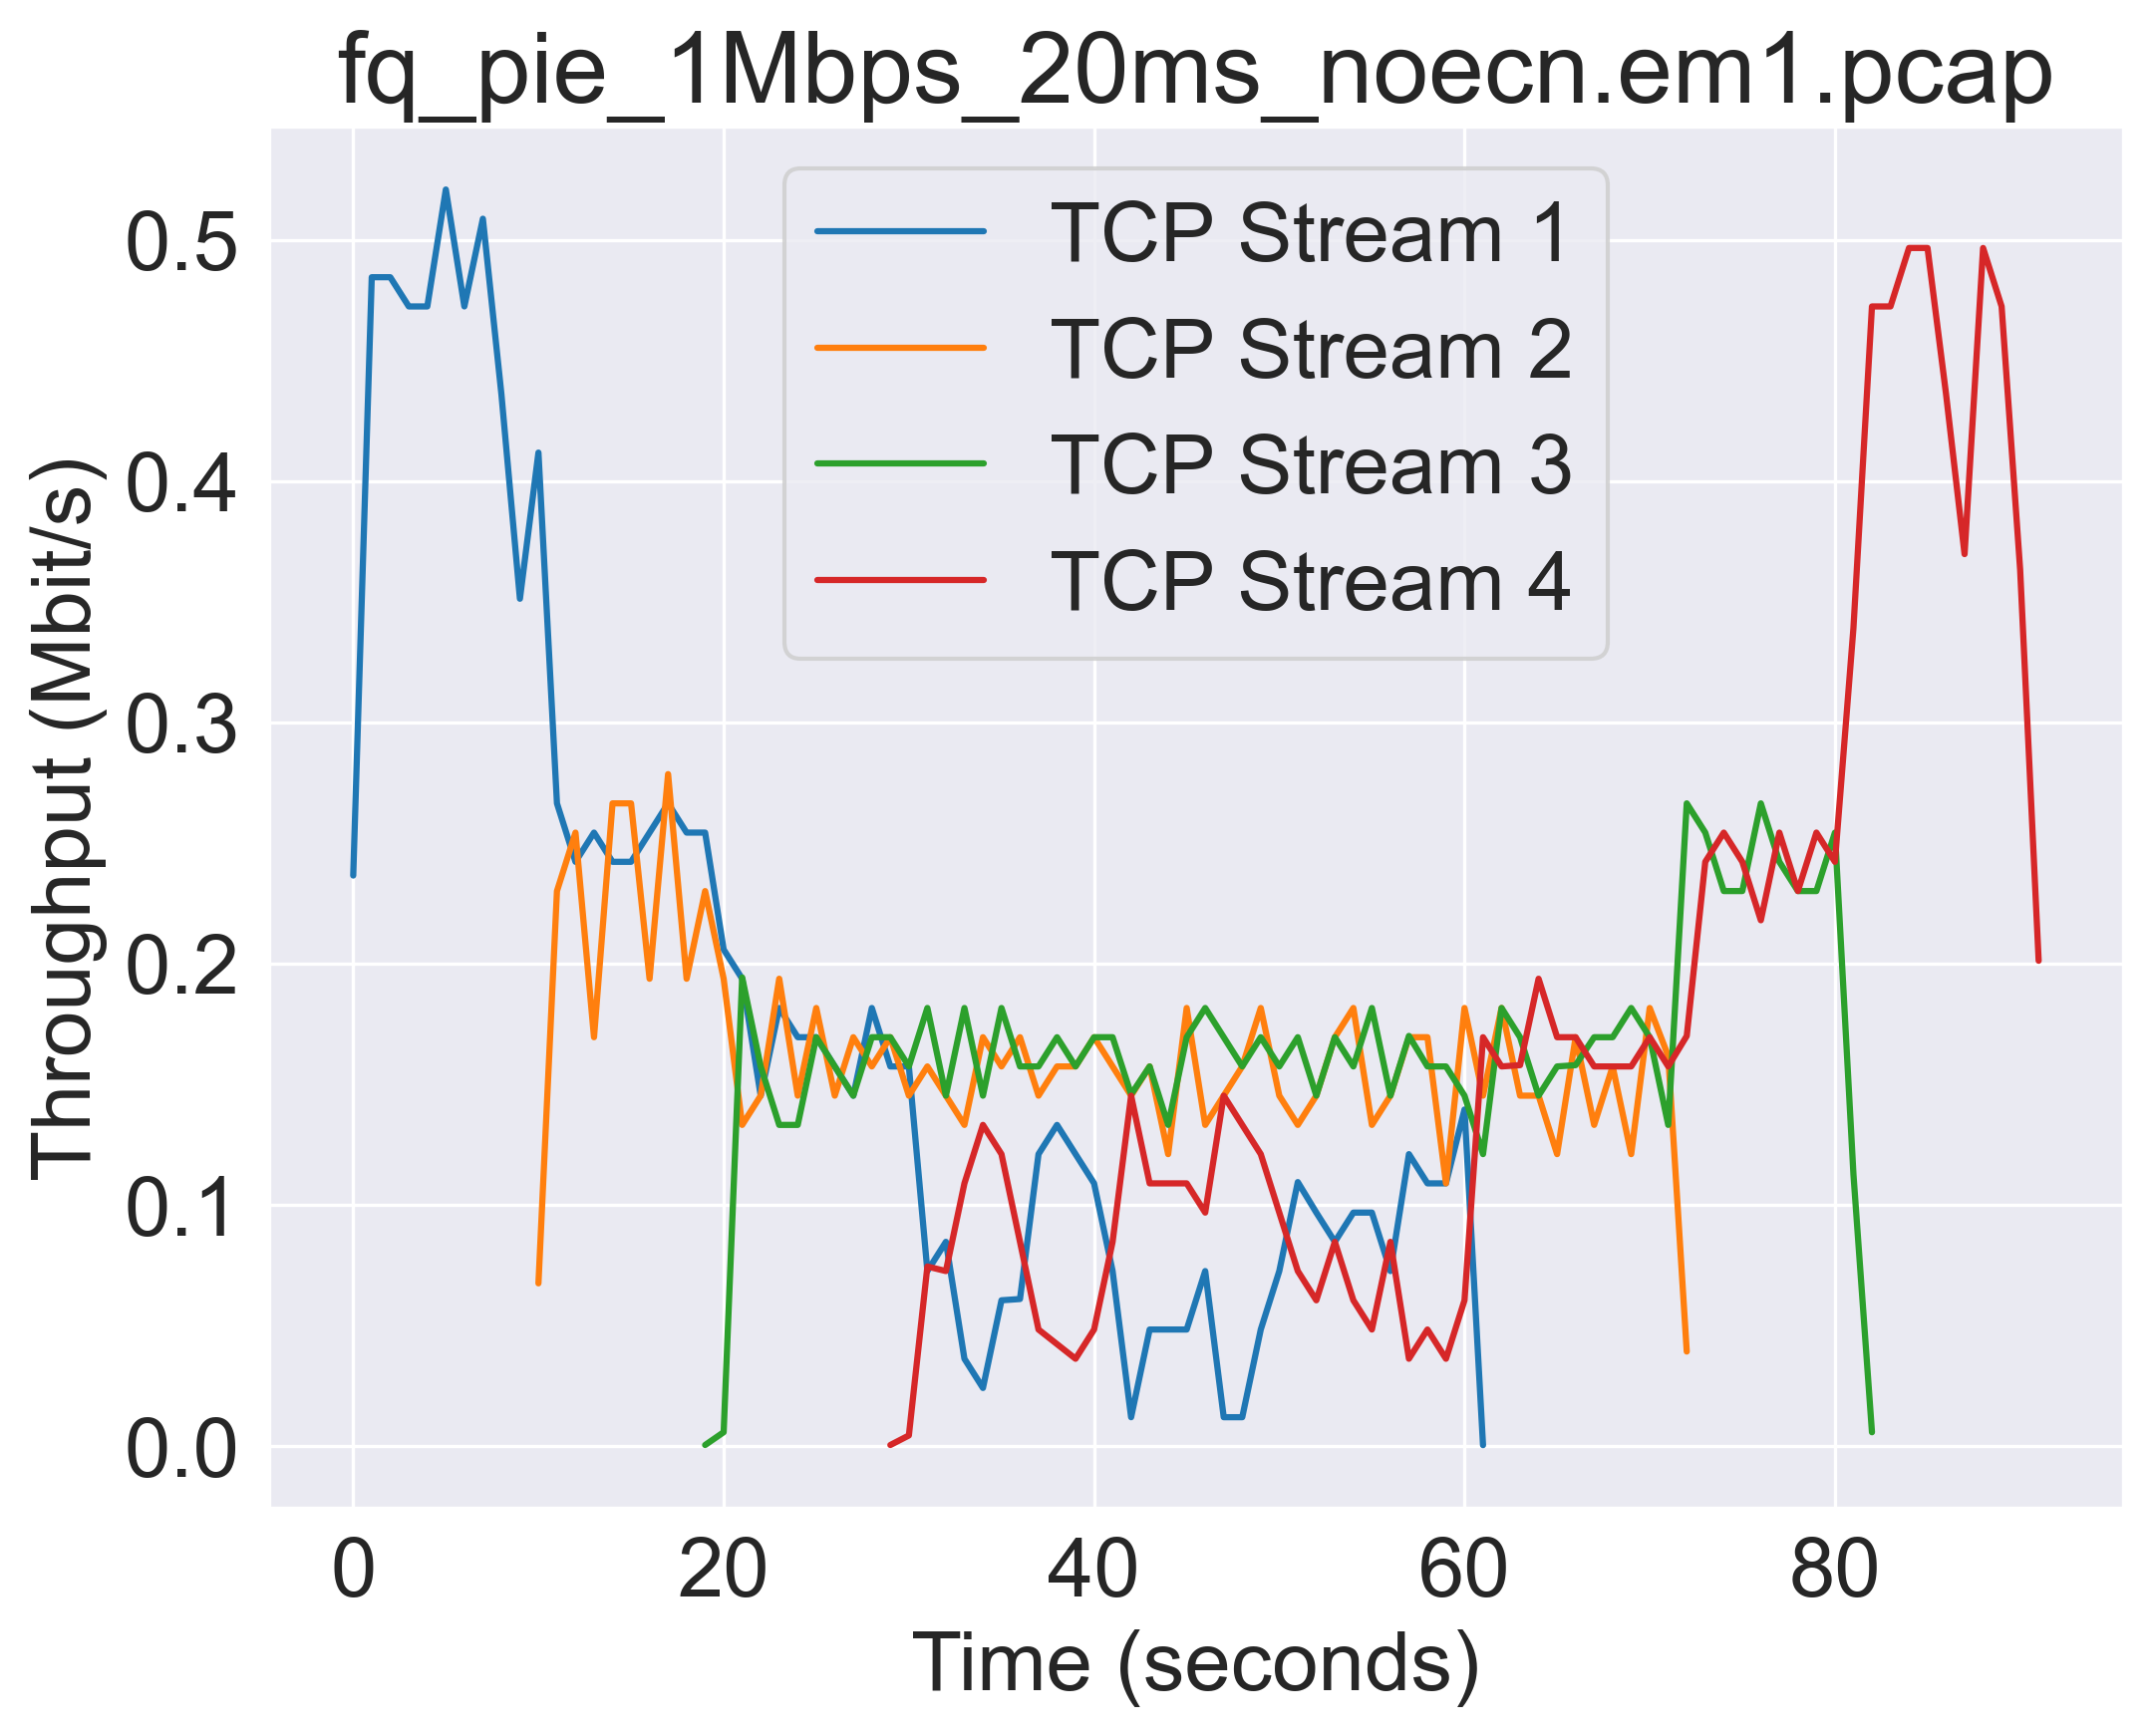 fq_pie_1Mbps_20ms_noecn.em1.pcap
TCP Stream 1
TCP Stream 2
TCP Stream 3
TCP Stream 4
Throughput (Mbit/s)
0.5
0.4
0.3
0.2
0.1
0.0
0 20 40 60 80
Time (seconds)